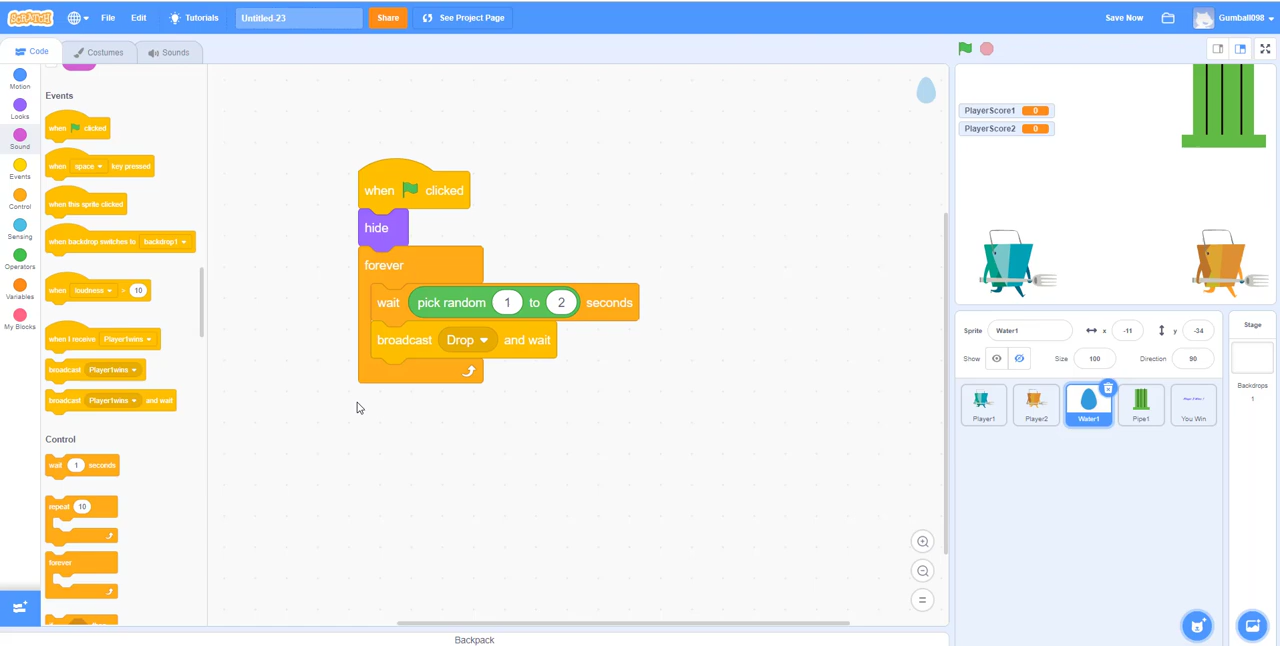 SCRATCH File Edit Tutorials Untitled-23 Share See Project Page Save Now Gumball098
Code Costumes Sounds
Motion
Looks
Sound
Events
Control
Sensing
Operators
Variables
My Blocks
Events
when clicked
when space key pressed
when this sprite clicked
when backdrop switches to backdrop1
when loudness > 10
when I receive Player1wins
broadcast Player1wins
broadcast Player1wins and wait
Control
wait 1 seconds
repeat 10
forever
when clicked
hide
forever
wait pick random 1 to 2 seconds
broadcast Drop and wait
PlayerScore1 0
PlayerScore2 0
Sprite Water1 x -11 y -34
Show Size 100 Direction 90
Player1 Player2 Water1 Pipe1 You Win
Stage
Backdrops
1
Backpack